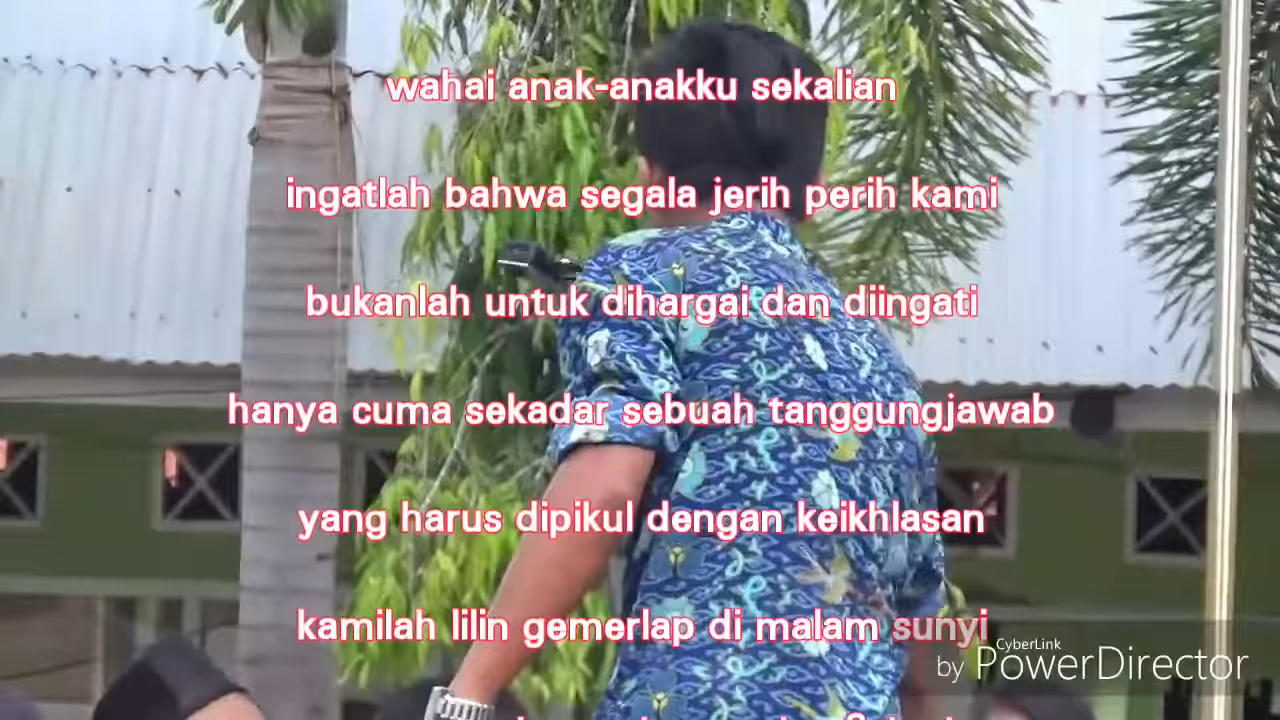 wahai anak-anakku sekalian
ingatlah bahwa segala jerih perih kami
bukanlah untuk dihargai dan diingati
hanya cuma sekadar sebuah tanggungjawab
yang harus dipikul dengan keikhlasan
kamilah lilin gemerlap di malam sunyi
by CyberLink PowerDirector